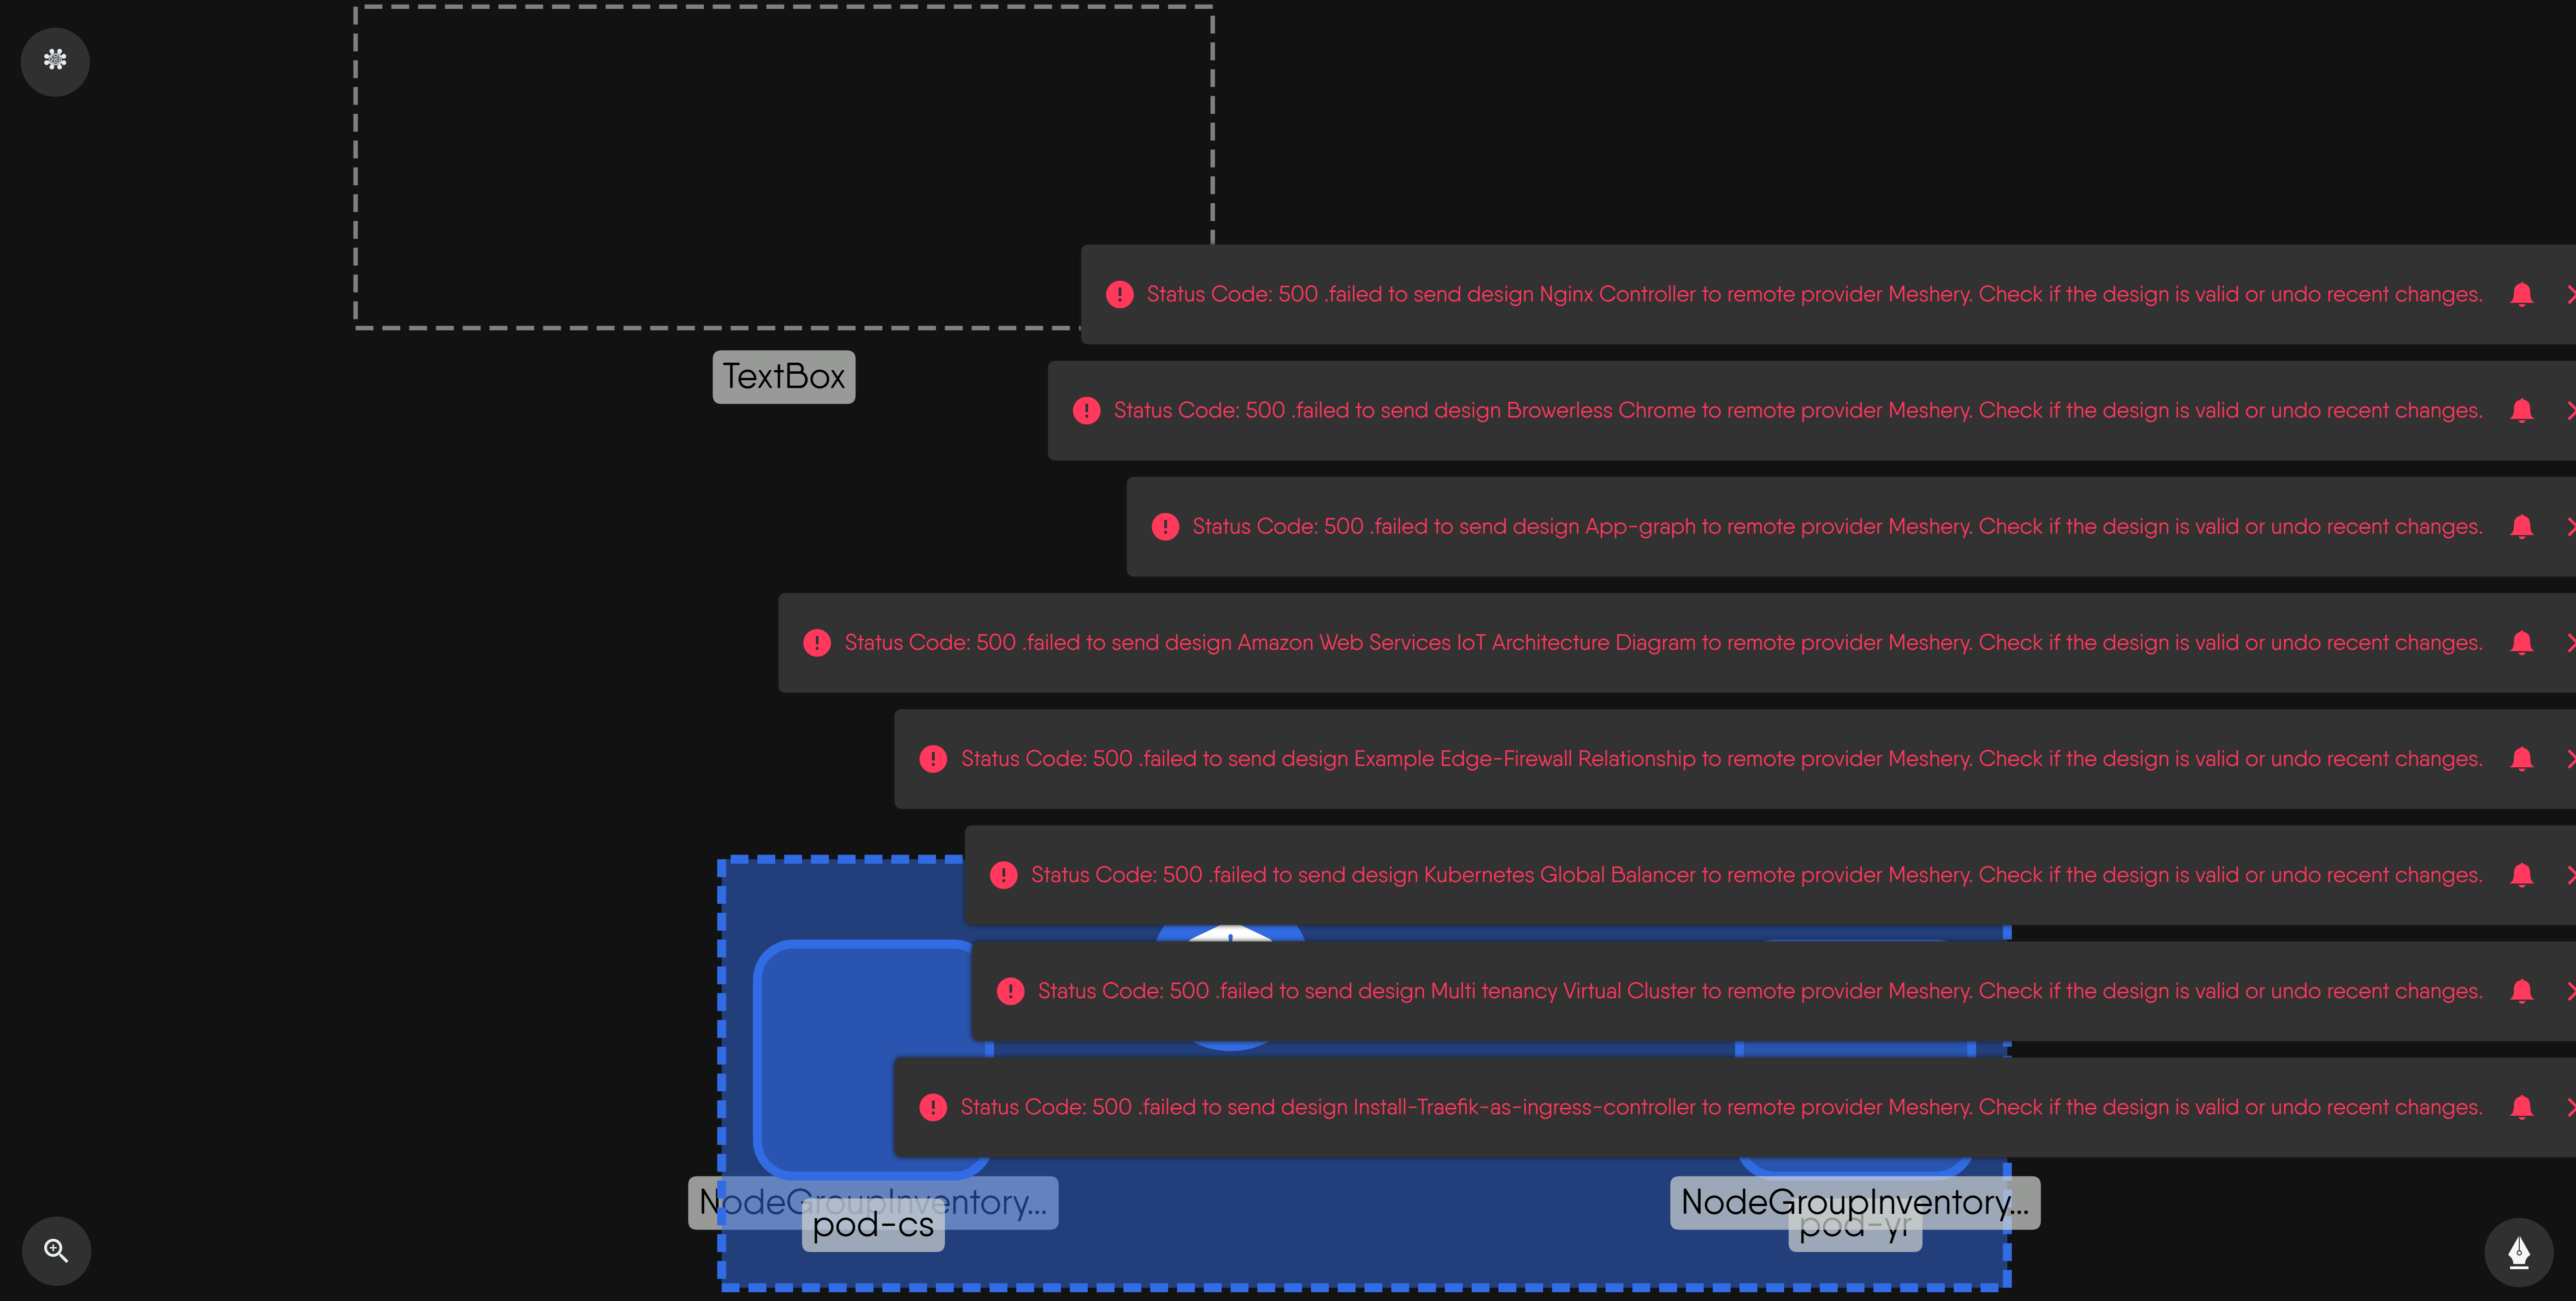 Status Code: 500 .failed to send design Nginx Controller to remote provider Meshery. Check if the design is valid or undo recent changes.
TextBox
Status Code: 500 .failed to send design Browerless Chrome to remote provider Meshery. Check if the design is valid or undo recent changes.
Status Code: 500 .failed to send design App-graph to remote provider Meshery. Check if the design is valid or undo recent changes.
Status Code: 500 .failed to send design Amazon Web Services IoT Architecture Diagram to remote provider Meshery. Check if the design is valid or undo recent changes.
Status Code: 500 .failed to send design Example Edge-Firewall Relationship to remote provider Meshery. Check if the design is valid or undo recent changes.
Status Code: 500 .failed to send design Kubernetes Global Balancer to remote provider Meshery. Check if the design is valid or undo recent changes.
Status Code: 500 .failed to send design Multi tenancy Virtual Cluster to remote provider Meshery. Check if the design is valid or undo recent changes.
Status Code: 500 .failed to send design Install-Traefik-as-ingress-controller to remote provider Meshery. Check if the design is valid or undo recent changes.
NodeGroupInventory...
pod-cs
NodeGroupInventory...
pod-yr